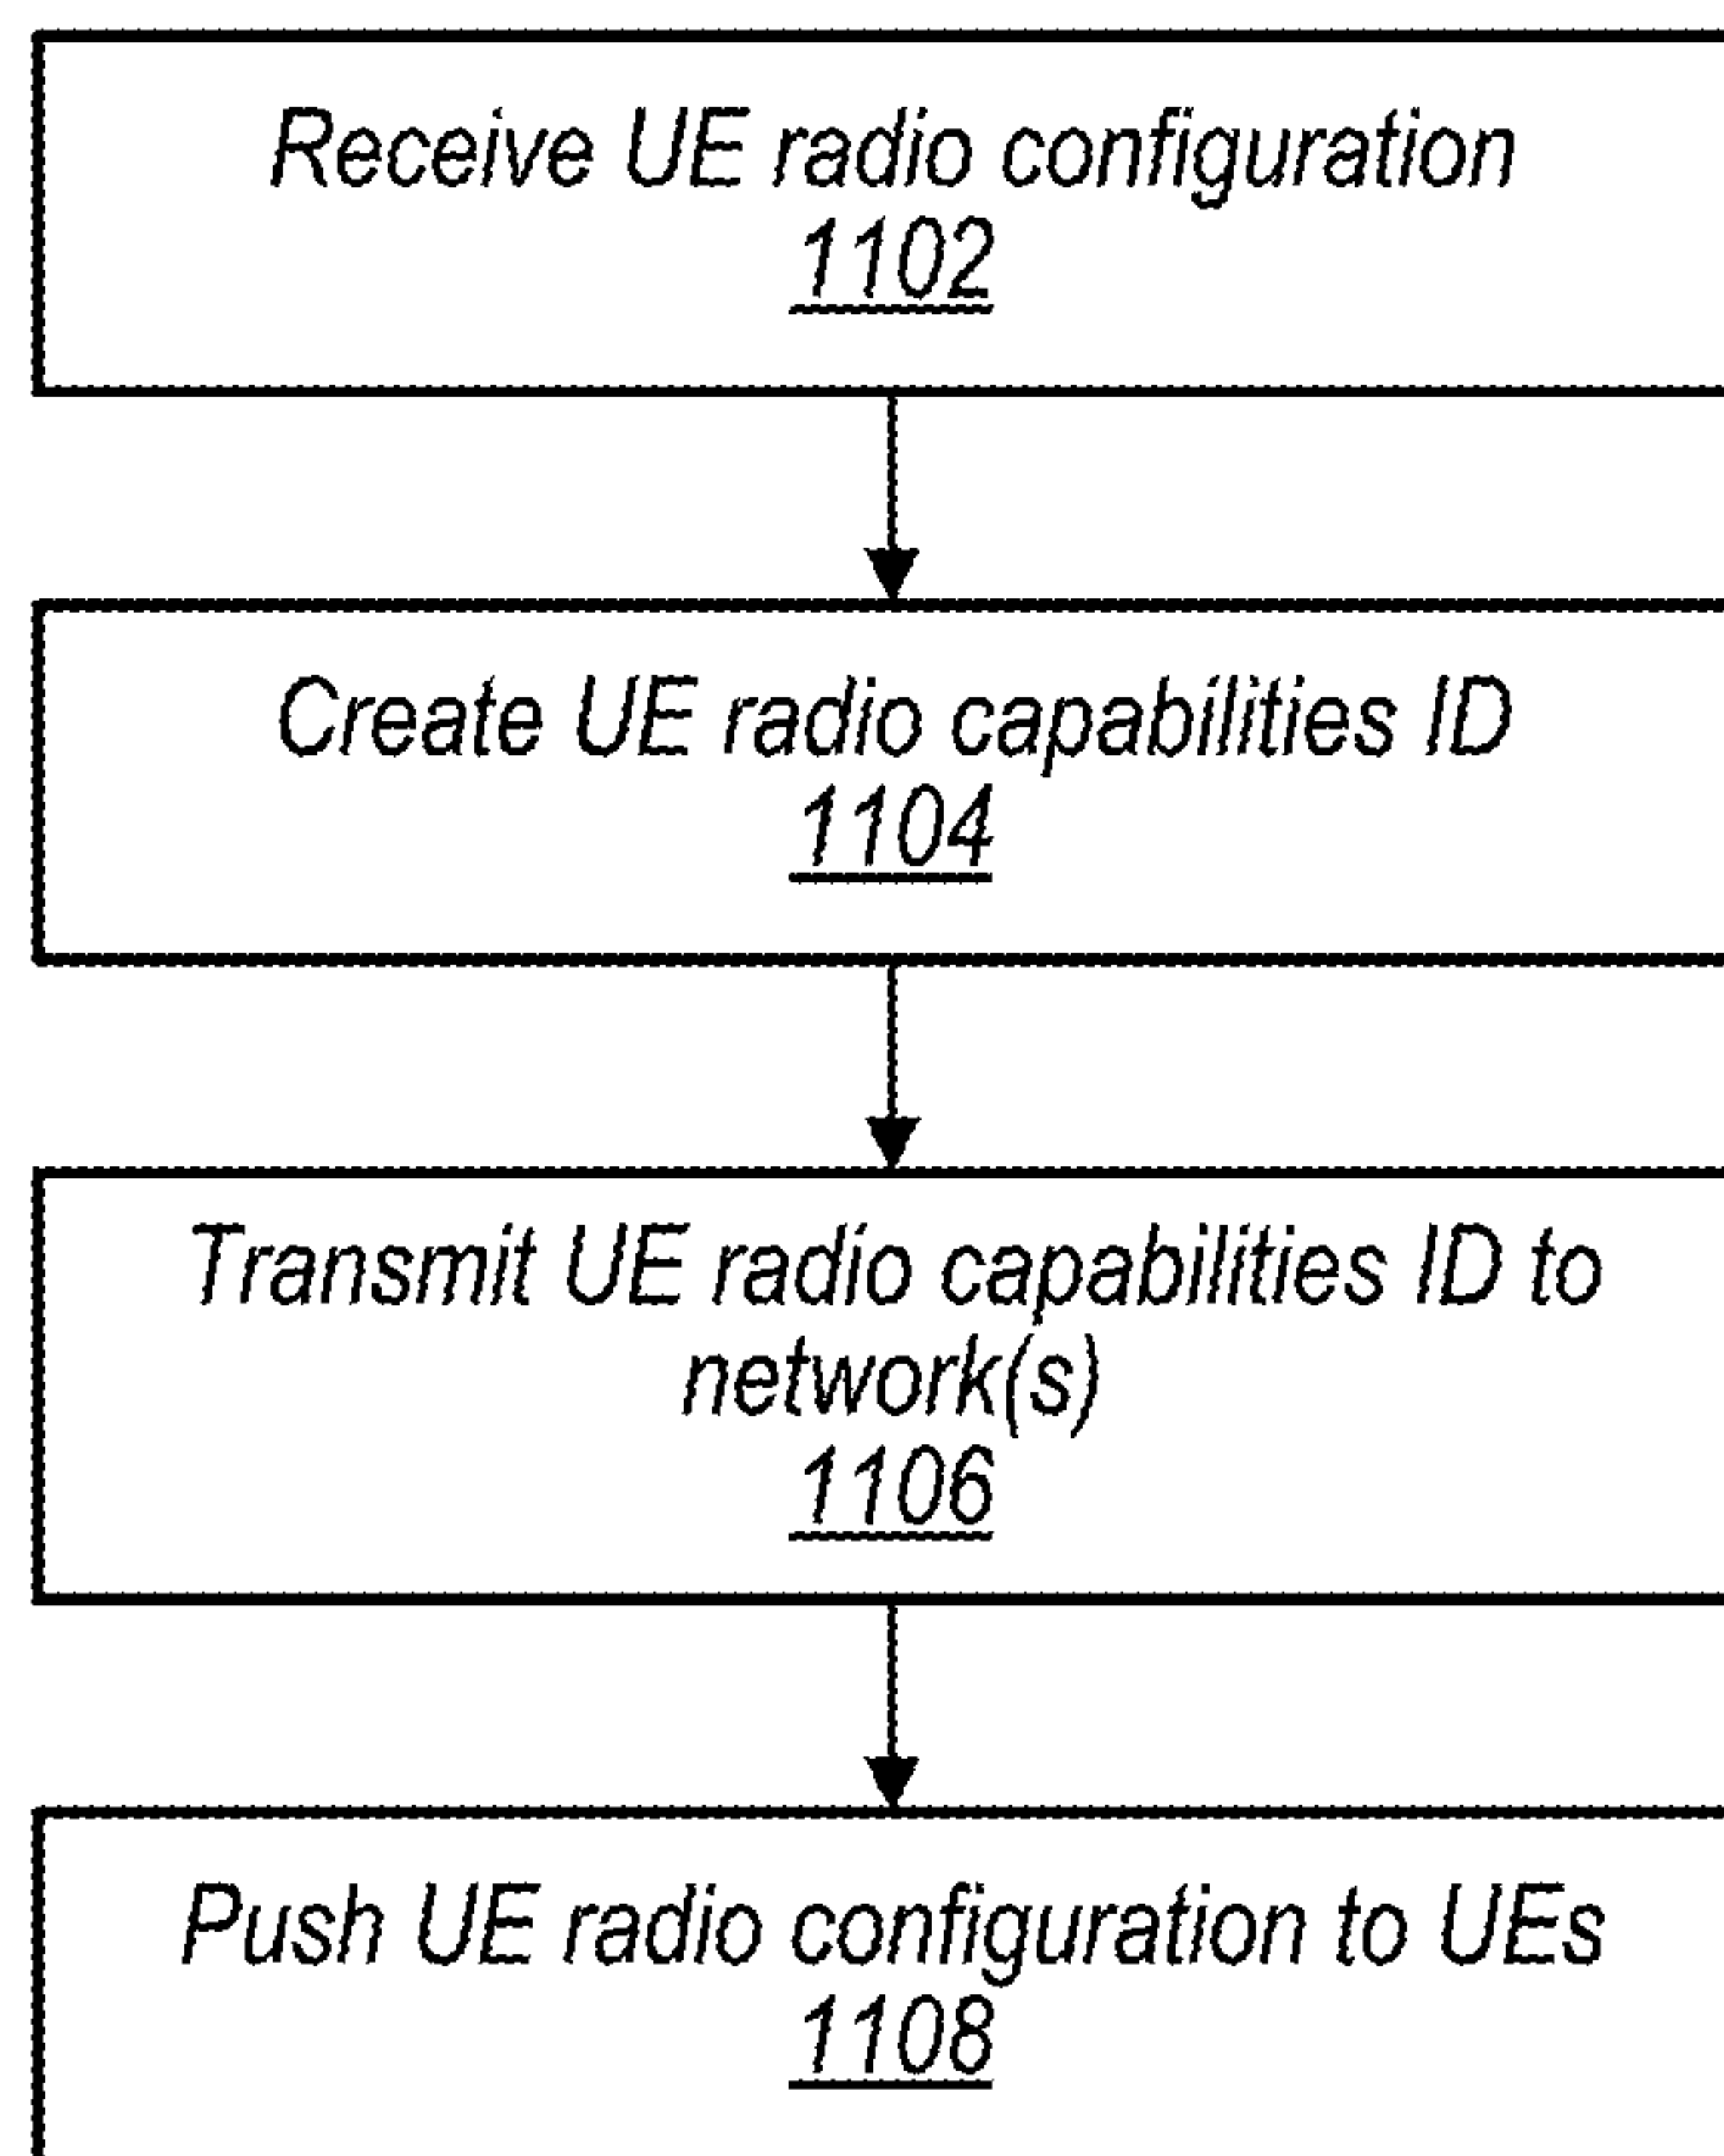 Receive UE radio configuration
1102
Create UE radio capabilities ID
1104
Transmit UE radio capabilities ID to
network(s)
1106
Push UE radio configuration to UEs
1108